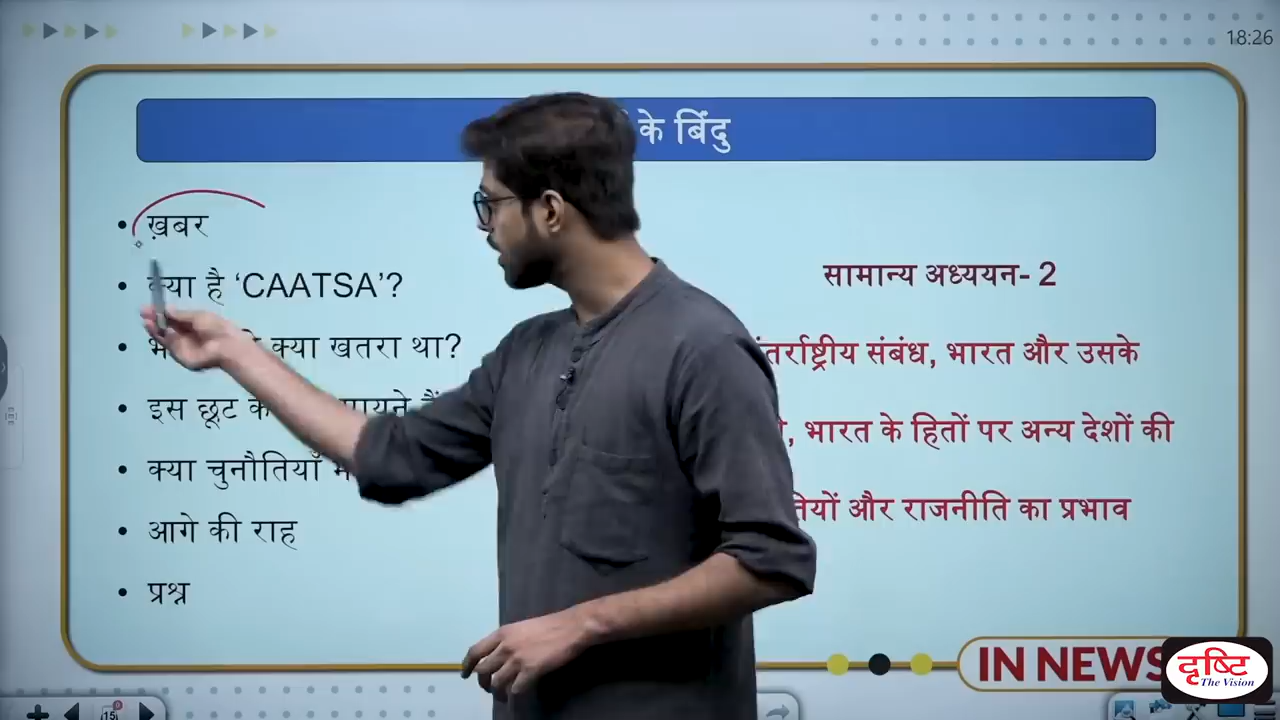 18:26
के बिंदु
ख़बर
क्या है ‘CAATSA’?
क्या खतरा था?
इस छूट
क्या चुनौतियाँ
आगे की राह
प्रश्न
सामान्य अध्ययन- 2
संबंध, भारत और उसके
भारत के हितों पर अन्य देशों की
और राजनीति का प्रभाव
IN NEWS
दृष्टि
The Vision
15